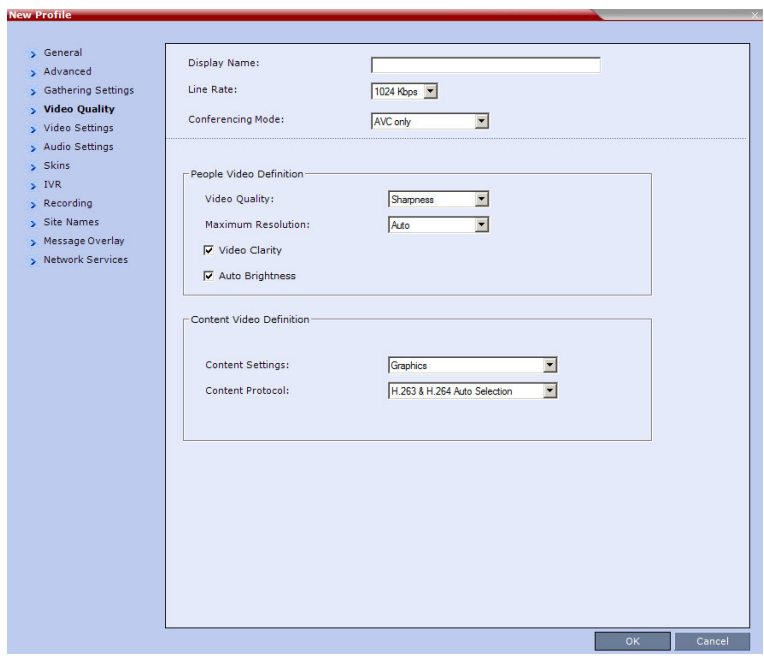 New Profile
General
Advanced
Gathering Settings
Video Quality
Video Settings
Audio Settings
Skins
IVR
Recording
Site Names
Message Overlay
Network Services
Display Name:
Line Rate: 1024 Kbps
Conferencing Mode: AVC only
People Video Definition
Video Quality: Sharpness
Maximum Resolution: Auto
Video Clarity
Auto Brightness
Content Video Definition
Content Settings: Graphics
Content Protocol: H.263 & H.264 Auto Selection
OK Cancel